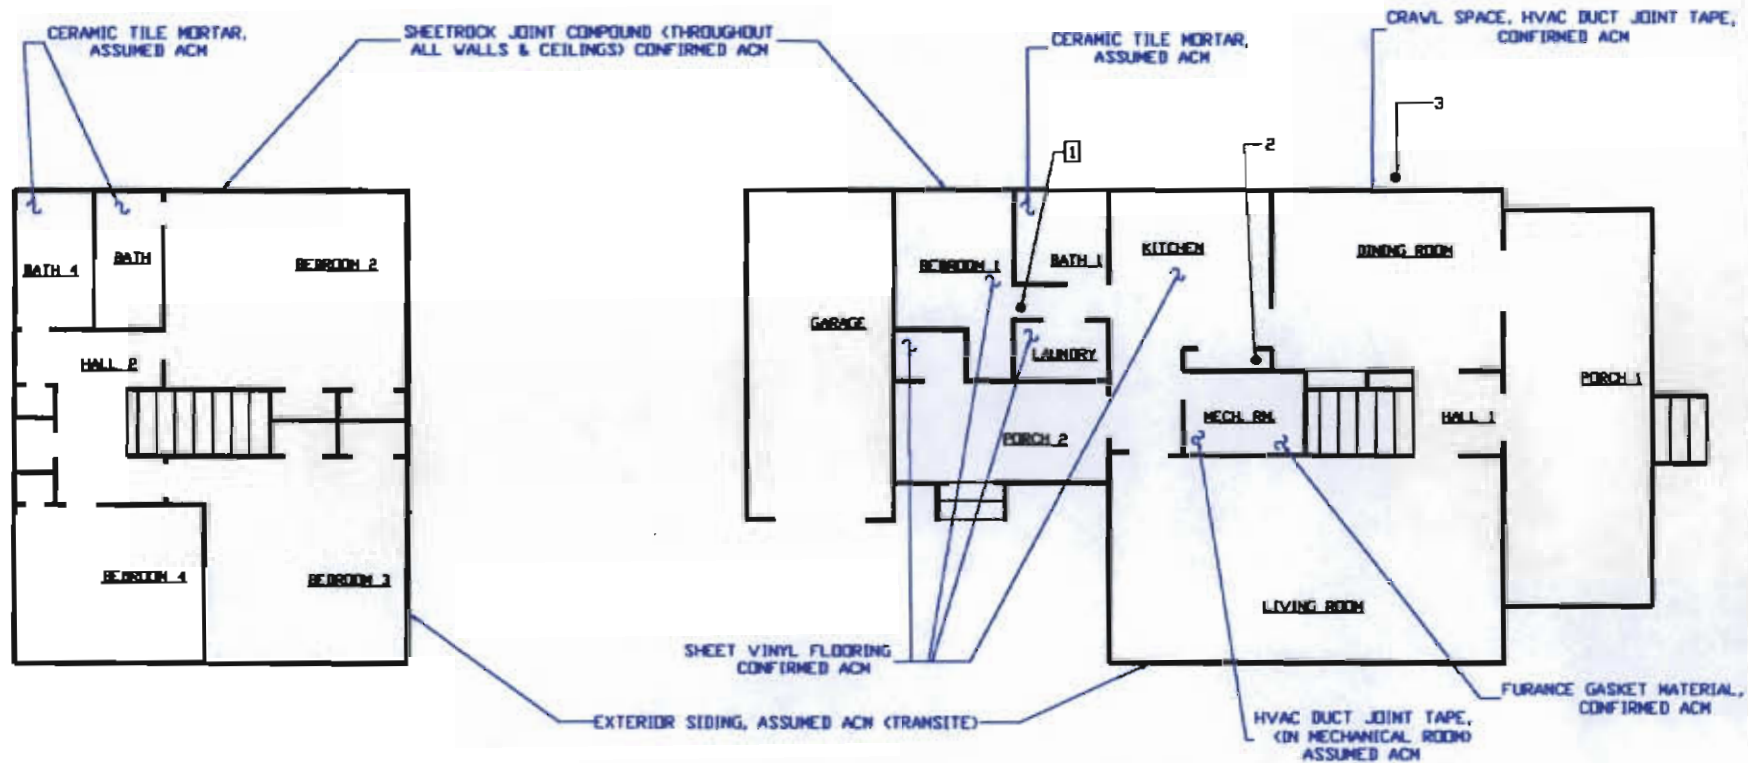 CERAMIC TILE MORTAR,
ASSUMED ACM
SHEETROCK JOINT COMPOUND (THROUGHOUT
ALL WALLS & CEILINGS) CONFIRMED ACM
CERAMIC TILE MORTAR,
ASSUMED ACM
CRAWL SPACE, HVAC DUCT JOINT TAPE,
CONFIRMED ACM
3
1
2
BATH 4
BATH
BEDROOM 2
BEDROOM 1
BATH 1
KITCHEN
DINING ROOM
GARAGE
LAUNDRY
HALL 2
PORCH 1
MECH. RM.
HALL 1
PORCH 2
BEDROOM 4
BEDROOM 3
LIVING ROOM
SHEET VINYL FLOORING
CONFIRMED ACM
EXTERIOR SIDING, ASSUMED ACM (TRANSITE)
FURANCE GASKET MATERIAL,
CONFIRMED ACM
HVAC DUCT JOINT TAPE,
(IN MECHANICAL ROOM)
ASSUMED ACM